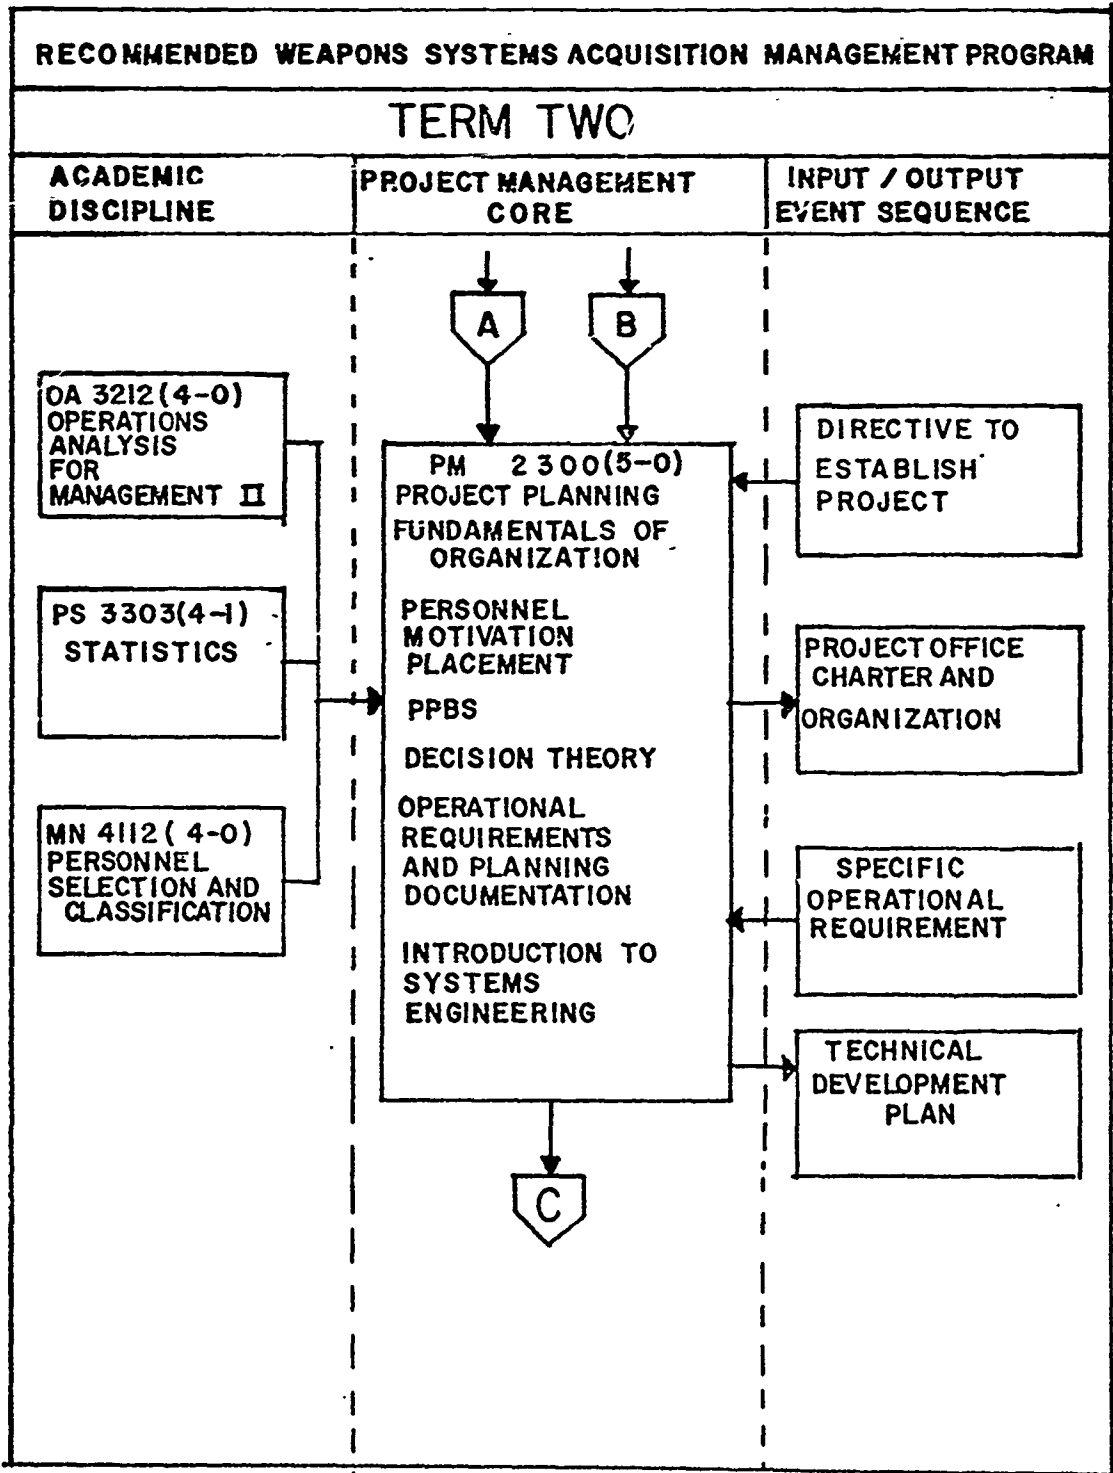 RECOMMENDED WEAPONS SYSTEMS ACQUISITION MANAGEMENT PROGRAM
TERM TWO
ACADEMIC
DISCIPLINE
PROJECT MANAGEMENT
CORE
INPUT / OUTPUT
EVENT SEQUENCE
A
B
OA 3212(4-0)
OPERATIONS
ANALYSIS
FOR
MANAGEMENT II
PS 3303(4-1)
STATISTICS
MN 4112 (4-0)
PERSONNEL
SELECTION AND
CLASSIFICATION
PM 2300(5-0)
PROJECT PLANNING
FUNDAMENTALS OF
ORGANIZATION
PERSONNEL
MOTIVATION
PLACEMENT
PPBS
DECISION THEORY
OPERATIONAL
REQUIREMENTS
AND PLANNING
DOCUMENTATION
INTRODUCTION TO
SYSTEMS
ENGINEERING
C
DIRECTIVE TO
ESTABLISH
PROJECT
PROJECT OFFICE
CHARTER AND
ORGANIZATION
SPECIFIC
OPERATIONAL
REQUIREMENT
TECHNICAL
DEVELOPMENT
PLAN